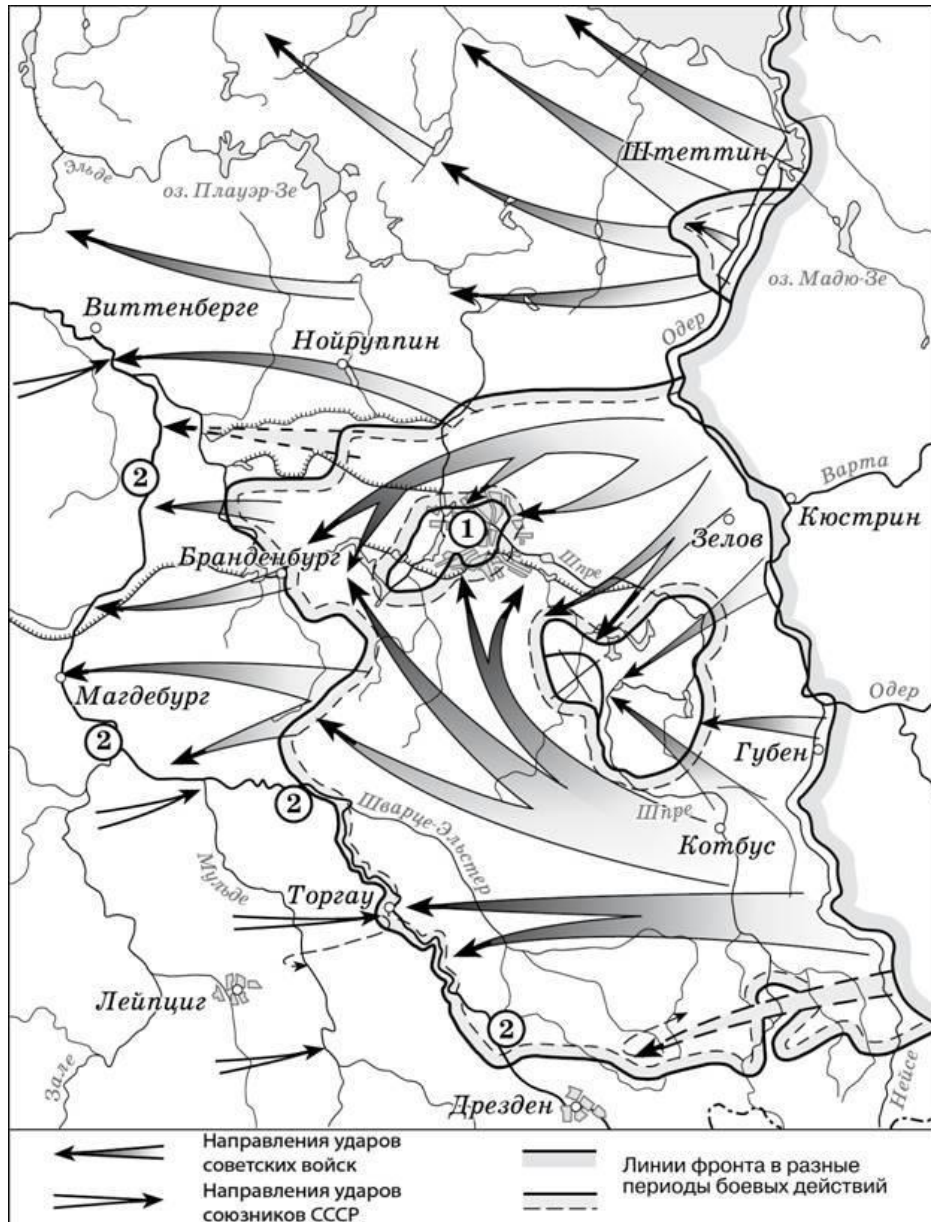 Штеттин
Эльде
оз. Плауэр-Зе
оз. Мадю-Зе
Виттенберге
Одер
Нойруппин
2
Варта
Кюстрин
1
Зелов
Бранденбург
Шпре
Магдебург
Одер
2
Губен
2
Шпре
Шварце-Эльстер
Котбус
Мульде
Торгау
Лейпциг
2
Зале
Дрезден
Нейсе
Направления ударов
советских войск
Направления ударов
союзников СССР
Линии фронта в разные
периоды боевых действий